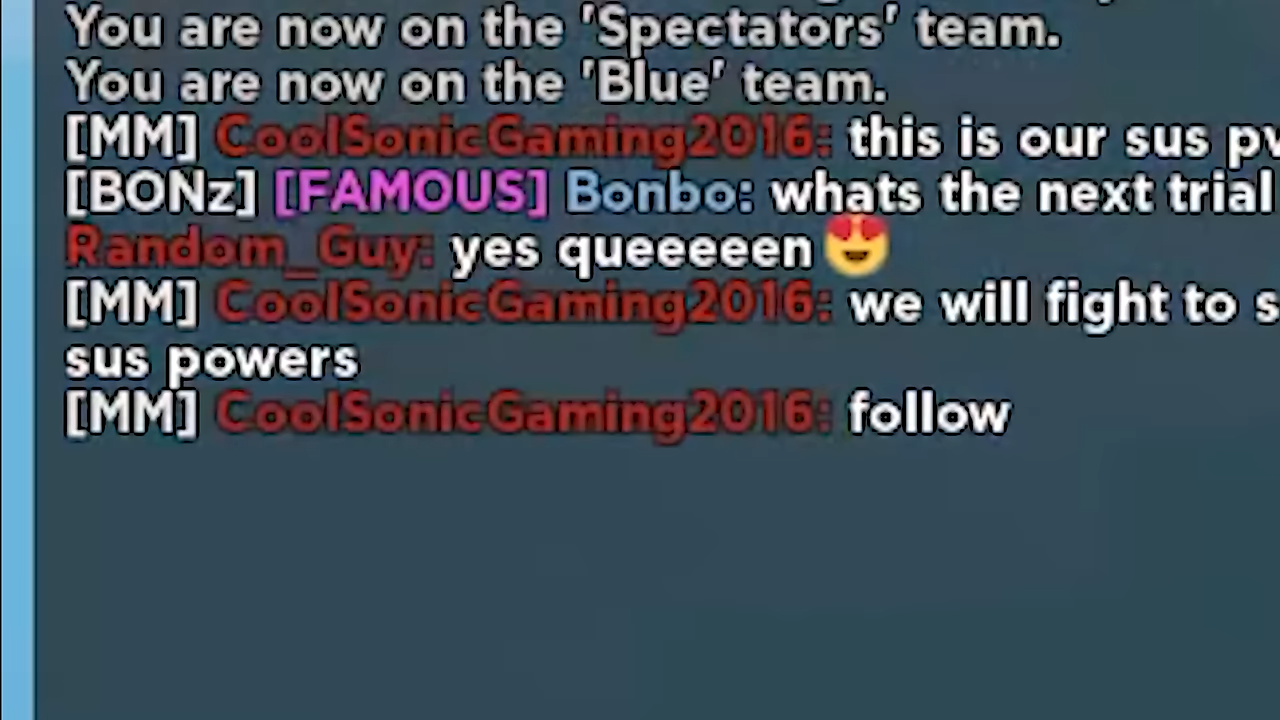 You are now on the 'Spectators' team.
You are now on the 'Blue' team.
[MM] CoolSonicGaming2016: this is our sus
[BONz] [FAMOUS] Bonbo: whats the next trial
Random_Guy: yes queeeeen😍
[MM] CoolSonicGaming2016: we will fight to
sus powers
[MM] CoolSonicGaming2016: follow